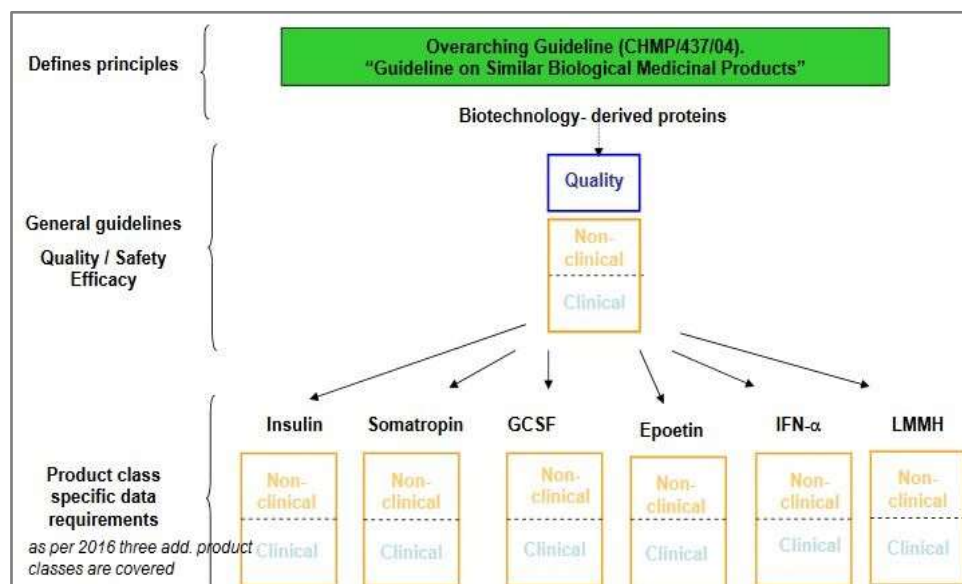 Defines principles
Overarching Guideline (CHMP/437/04).
“Guideline on Similar Biological Medicinal Products”
Biotechnology- derived proteins
General guidelines
Quality / Safety
Efficacy
Quality
Non-
clinical
Clinical
Insulin
Somatropin
GCSF
Epoetin
IFN-α
LMMH
Product class
specific data
requirements
as per 2016 three add. product
classes are covered
Non-
clinical
Clinical
Non-
clinical
Clinical
Non-
clinical
Clinical
Non-
clinical
Clinical
Non-
clinical
Clinical
Non-
clinical
Clinical